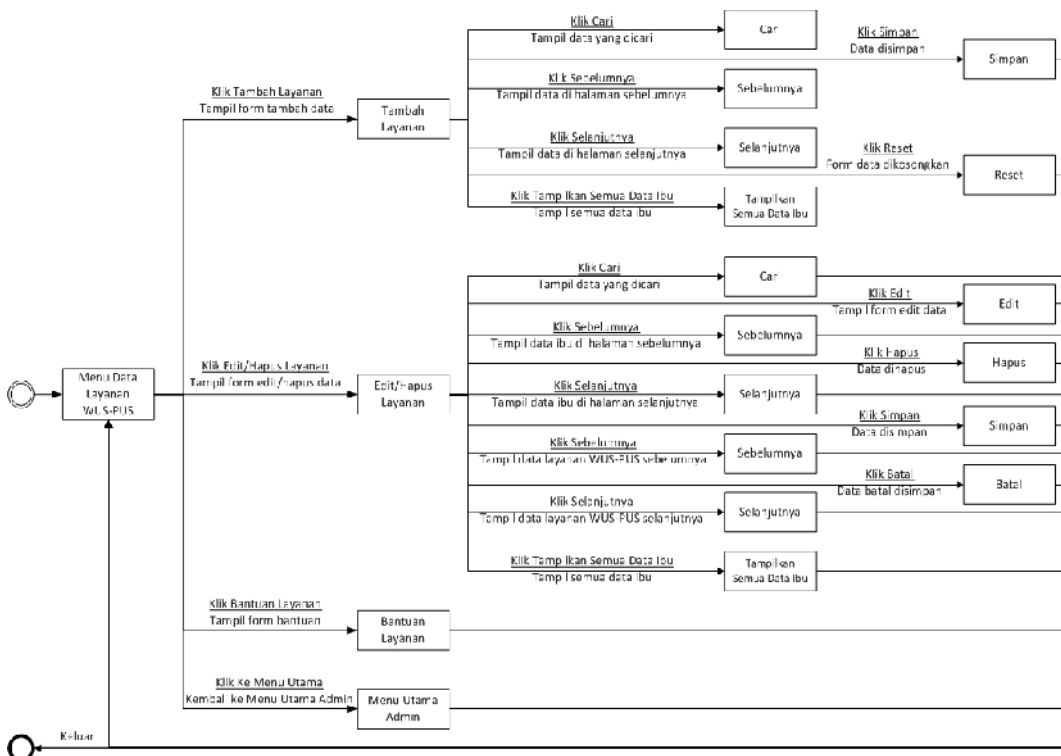 Klik Cari
Tampil data yang dicari
Car
Klik Simpan
Data disimpan
Simpan
Klik Sebelumnya
Tampil data di halaman sebelumnya
Sebelumnya
Klik Tambah Layanan
Tampil form tambah data
Tambah
Layanan
Klik Selanjutnya
Tampil data di halaman selanjutnya
Selanjutnya
Klik Reset
Form data dikosongkan
Reset
Klik Tampilkan Semua Data Ibu
Tampil semua data ibu
Tampilkan
Semua Data Ibu
Klik Cari
Tampil data yang dicari
Cari
Klik Edit
Tampil form edit data
Edit
Klik Sebelumnya
Tampil data ibu di halaman sebelumnya
Sebelumnya
Klik Hapus
Data dihapus
Hapus
Menu Data
Layanan
WUS-PUS
Klik Edit/Hapus Layanan
Tampil form edit/hapus data
Edit/Hapus
Layanan
Klik Selanjutnya
Tampil data ibu di halaman selanjutnya
Selanjutnya
Klik Simpan
Data disimpan
Simpan
Klik Sebelumnya
Tampil data layanan WUS-PUS sebelumnya
Sebelumnya
Klik Batal
Data batal disimpan
Batal
Klik Selanjutnya
Tampil data layanan WUS-PUS selanjutnya
Selanjutnya
Klik Tampilkan Semua Data Ibu
Tampil semua data ibu
Tampilkan
Semua Data Ibu
Klik Bantuan Layanan
Tampil form bantuan
Bantuan
Layanan
Klik Ke Menu Utama
Kembali ke Menu Utama Admin
Menu Utama
Admin
Keluar